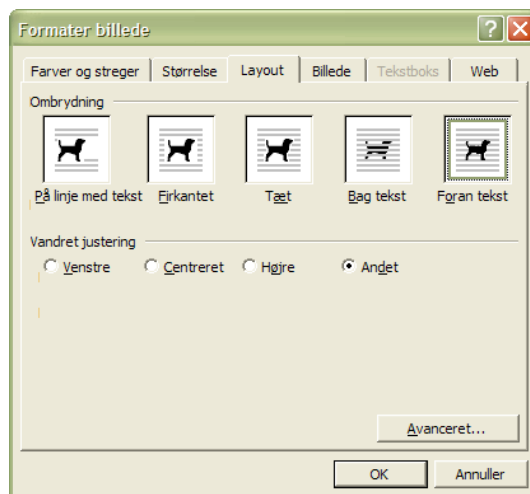 Formater billede
Farver og streger Størrelse Layout Billede Tekstboks Web
Ombrydning
På linje med tekst Firkantet Tæt Bag tekst Foran tekst
Vandret justering
Venstre Centreret Højre Andet
Avanceret...
OK Annuller